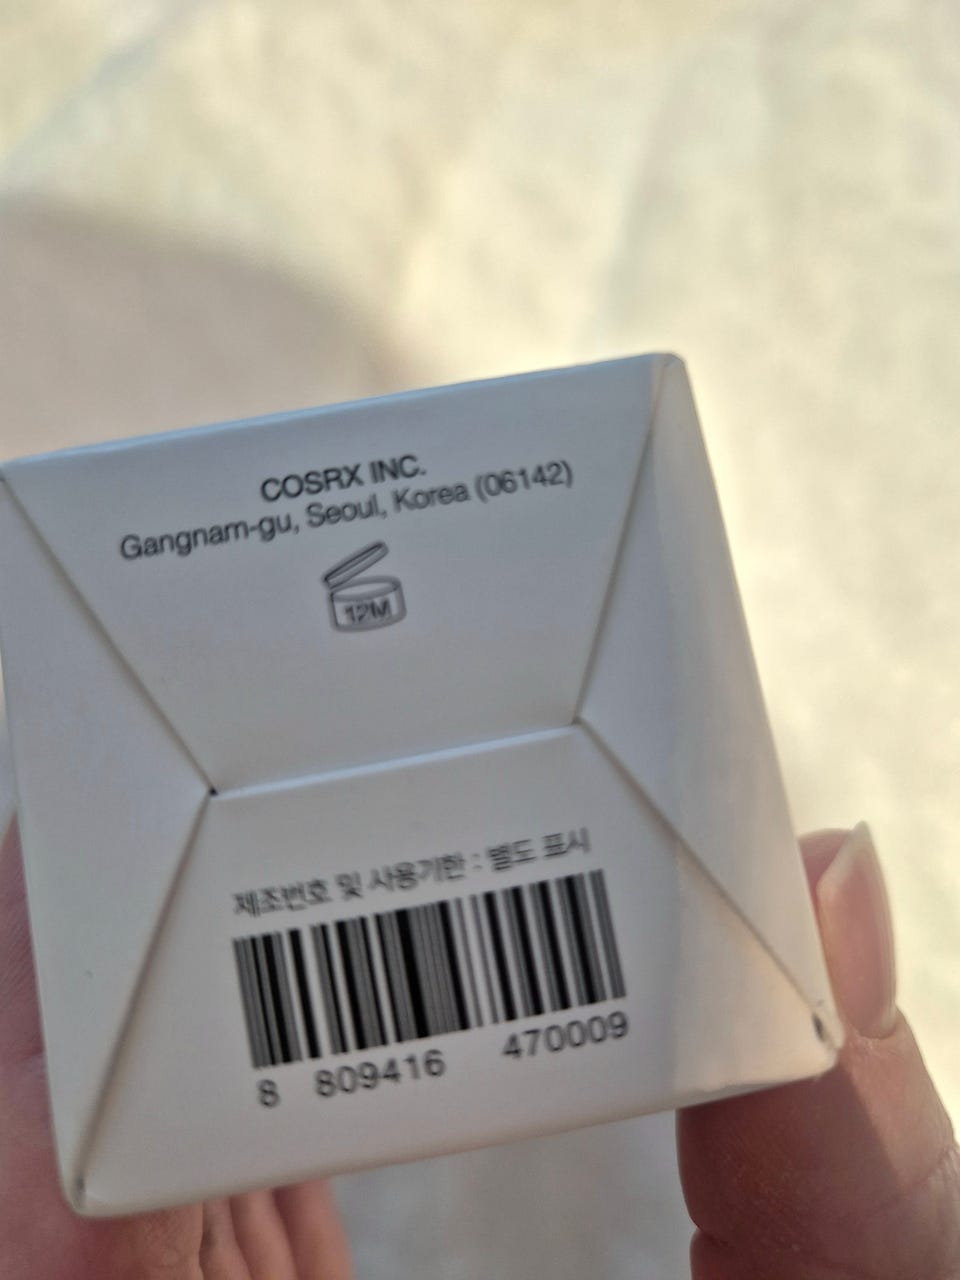 COSRX INC.
Gangnam-gu, Seoul, Korea (06142)
12M
제조번호 및 사용기한 : 별도 표시
8 809416 470009